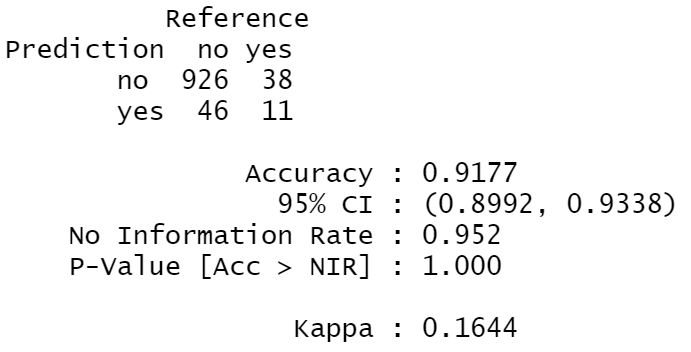 Reference
Prediction no yes
no 926 38
yes 46 11
Accuracy : 0.9177
95% CI : (0.8992, 0.9338)
No Information Rate : 0.952
P-Value [Acc > NIR] : 1.000
Kappa : 0.1644